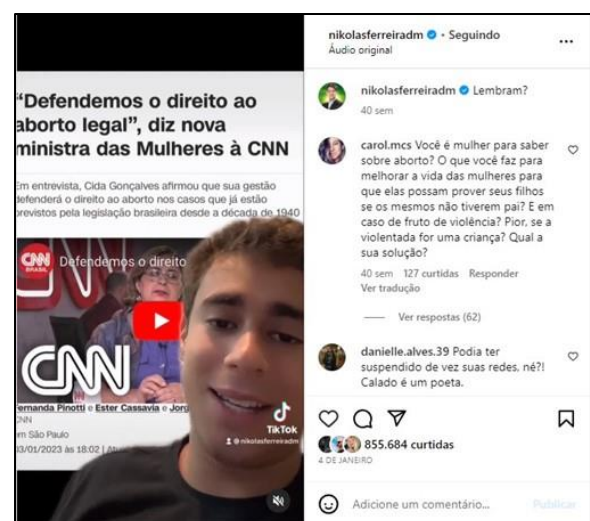 "Defendemos o direito ao
aborto legal", diz nova
ministra das Mulheres à CNN
Em entrevista, Cida Gonçalves afirmou que sua gestão
defenderá o direito ao aborto nos casos que já estão
previstos pela legislação brasileira desde a década de 1940
CNN
BRASIL
Defendemos o direito
CNN
Fernanda Pinotti e Ester Cassavia e Jorg
CNN
em São Paulo
03/01/2023 às 18:02 |
TikTok
@nikolasferreiradm
nikolasferreiradm • Seguindo
Áudio original
nikolasferreiradm Lembram?
40 sem
carol.mcs Você é mulher para saber
sobre aborto? O que você faz para
melhorar a vida das mulheres para
que elas possam prover seus filhos
se os mesmos não tiverem pai? E em
caso de fruto de violência? Pior, se a
violentada for uma criança? Qual a
sua solução?
40 sem 127 curtidas Responder
Ver tradução
Ver respostas (62)
danielle.alves.39 Podia ter
suspendido de vez suas redes, né?!
Calado é um poeta.
855.684 curtidas
4 DE JANEIRO
Adicione um comentário...
Publicar